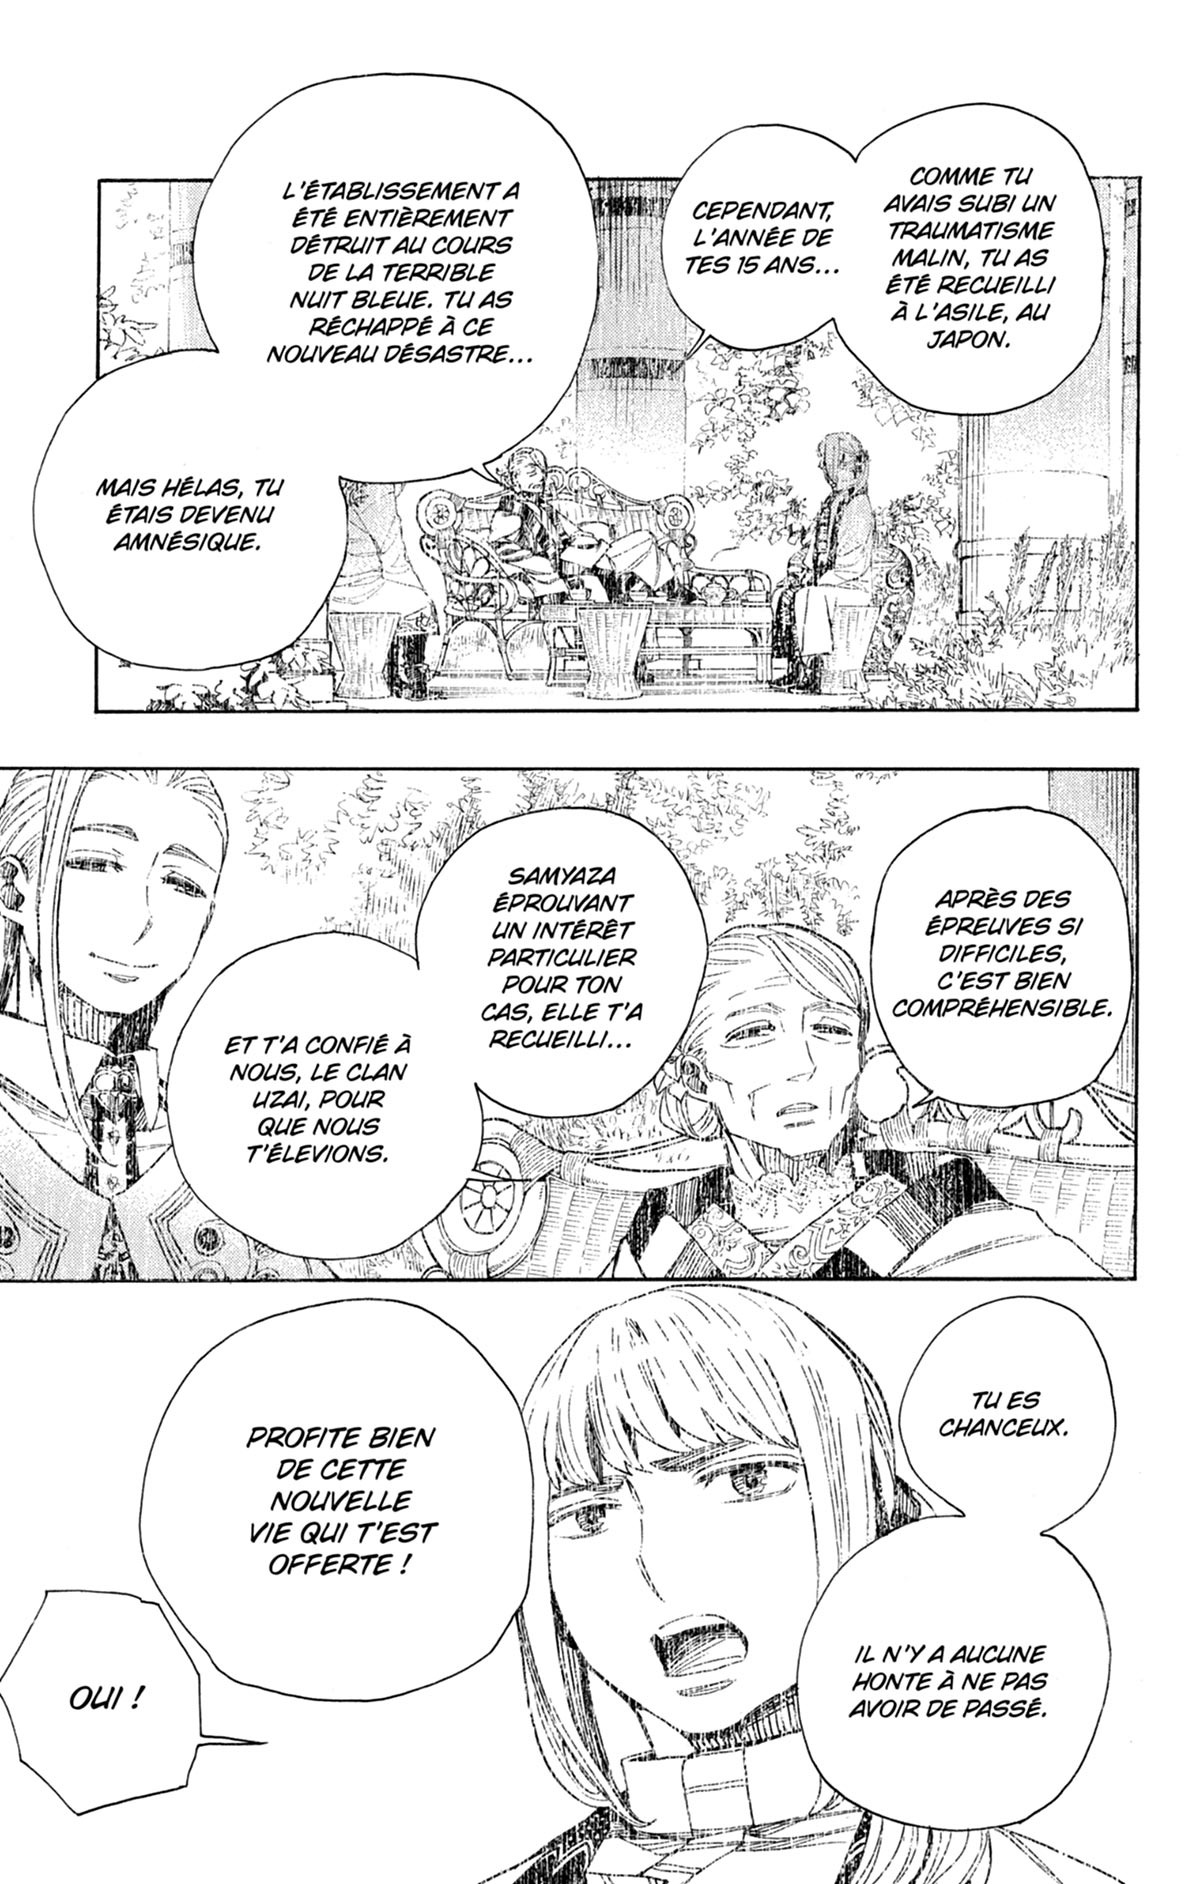 COMME TU
AVAIS SUBI UN
TRAUMATISME
MALIN, TU AS
ÉTÉ RECUEILLI
À L'ASILE, AU
JAPON.
CEPENDANT,
L'ANNÉE DE
TES 15 ANS...
L'ÉTABLISSEMENT A
ÉTÉ ENTIÈREMENT
DÉTRUIT AU COURS
DE LA TERRIBLE
NUIT BLEUE. TU AS
RÉCHAPPÉ À CE
NOUVEAU DÉSASTRE...
MAIS HÉLAS, TU
ÉTAIS DEVENU
AMNÉSIQUE.
APRÈS DES
ÉPREUVES SI
DIFFICILES,
C'EST BIEN
COMPRÉHENSIBLE.
SAMYAZA
ÉPROUVANT
UN INTÉRÊT
PARTICULIER
POUR TON
CAS, ELLE T'A
RECUEILLI...
ET T'A CONFIÉ À
NOUS, LE CLAN
UZAI, POUR
QUE NOUS
T'ÉLEVIONS.
TU ES
CHANCEUX.
IL N'Y A AUCUNE
HONTE À NE PAS
AVOIR DE PASSÉ.
PROFITE BIEN
DE CETTE
NOUVELLE
VIE QUI T'EST
OFFERTE !
OUI !